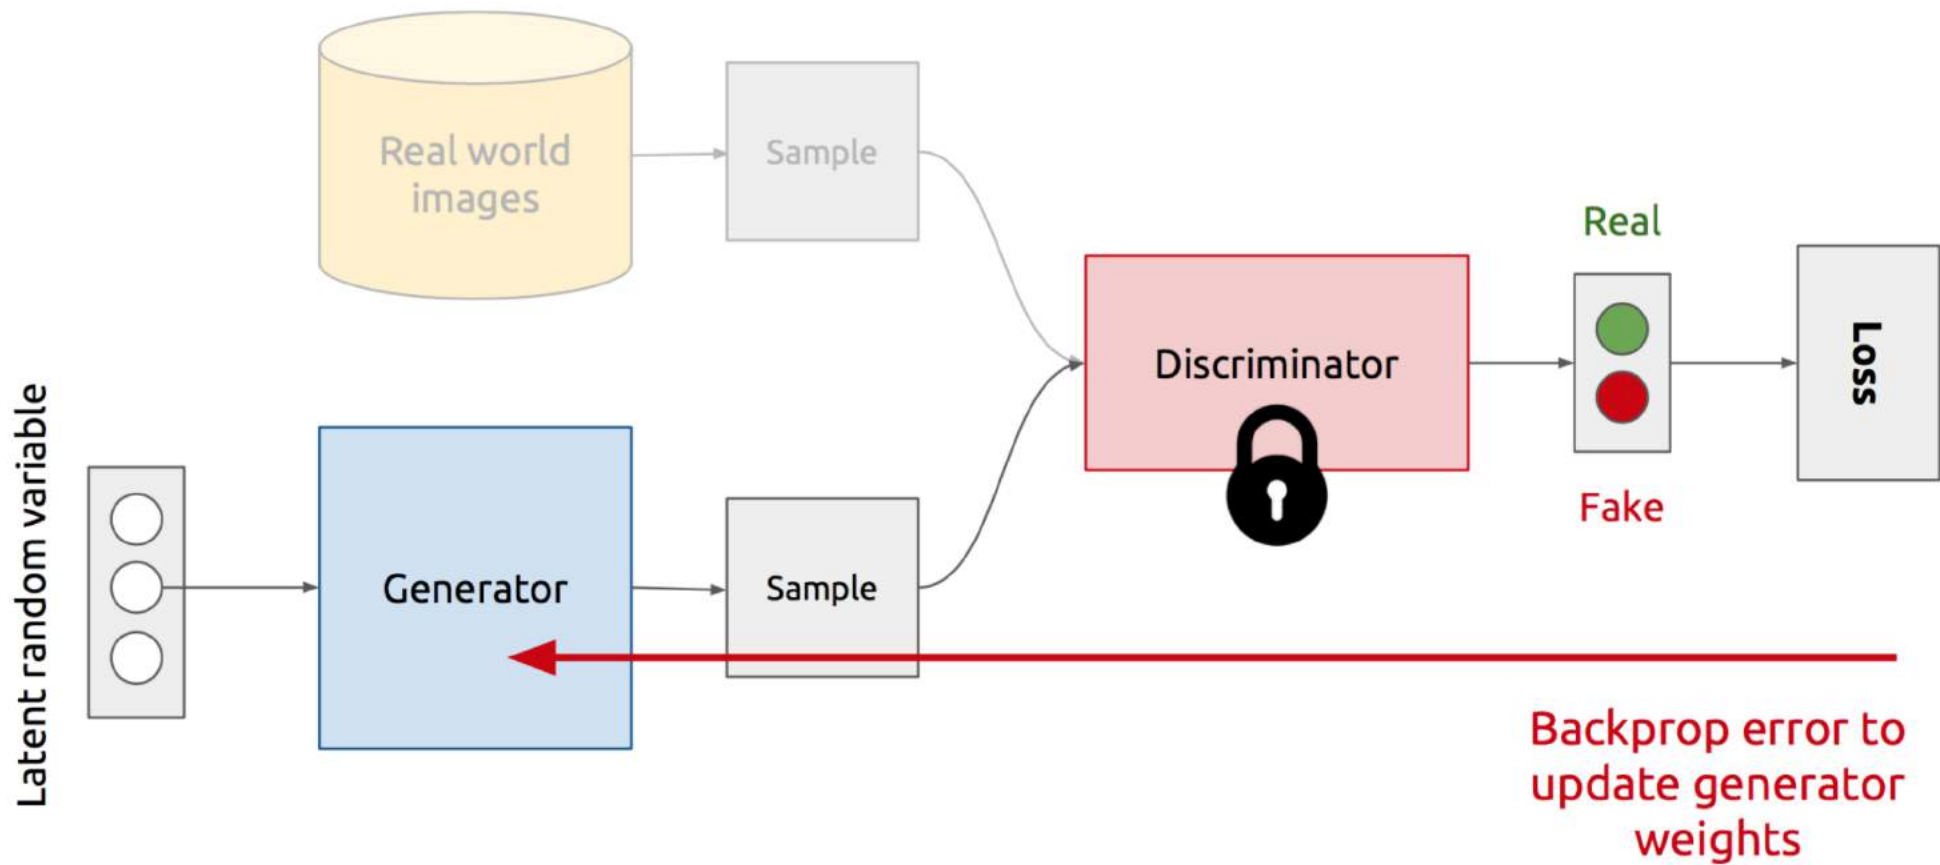 Real world
images
Sample
Real
Discriminator
Loss
Fake
Latent random variable
Generator
Sample
Backprop error to
update generator
weights